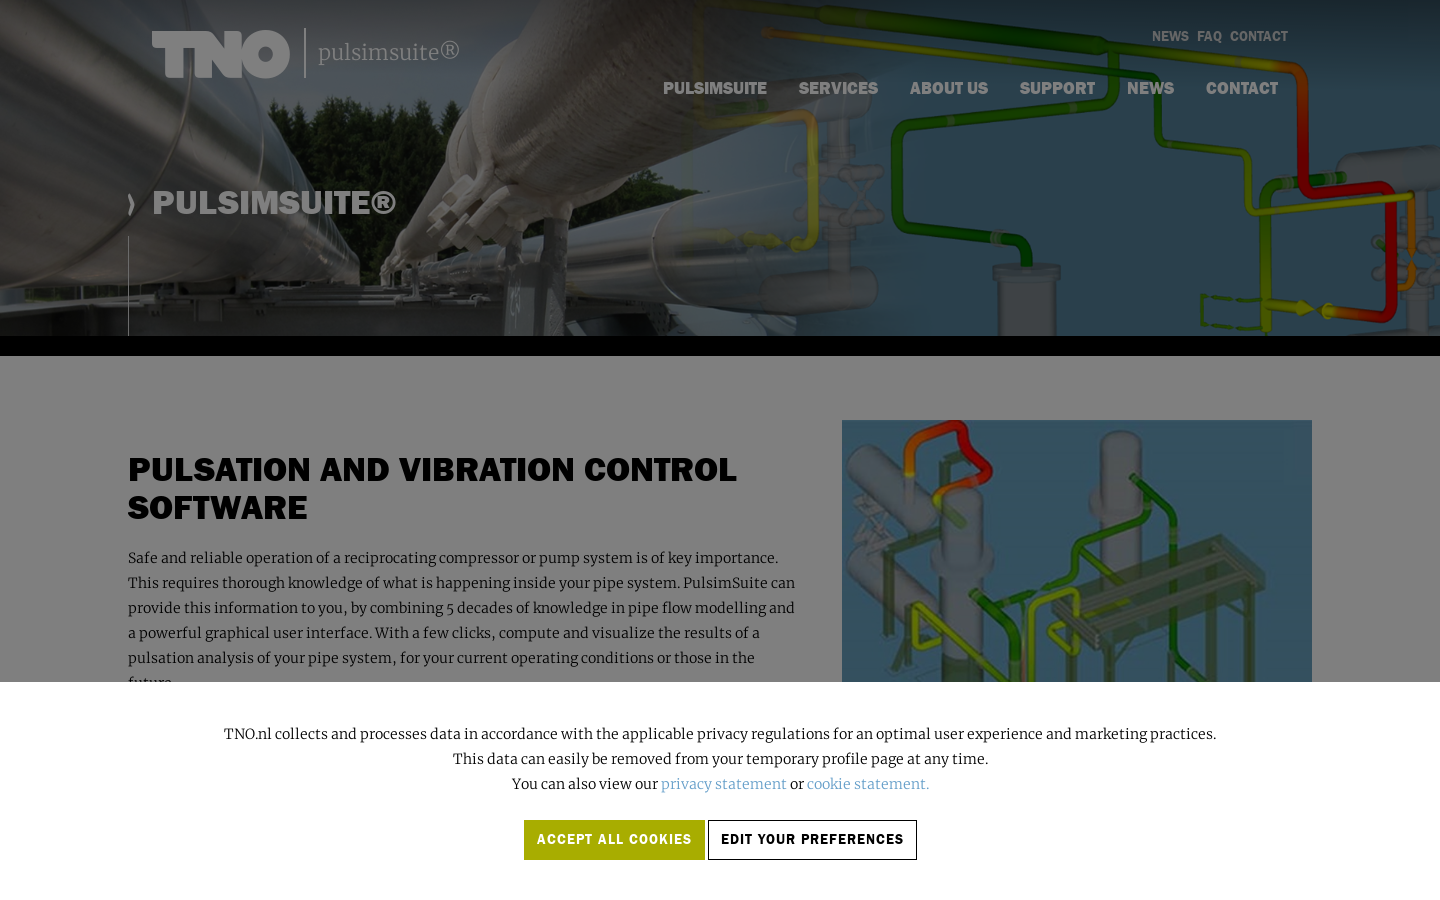 TNO pulsimsuite®
NEWS FAQ CONTACT
PULSIMSUITE SERVICES ABOUT US SUPPORT NEWS CONTACT
PULSIMSUITE®
PULSATION AND VIBRATION CONTROL
SOFTWARE
Safe and reliable operation of a reciprocating compressor or pump system is of key importance.
This requires thorough knowledge of what is happening inside your pipe system. PulsimSuite can
provide this information to you, by combining 5 decades of knowledge in pipe flow modelling and
a powerful graphical user interface. With a few clicks, compute and visualize the results of a
pulsation analysis of your pipe system, for your current operating conditions or those in the
future.
TNO.nl collects and processes data in accordance with the applicable privacy regulations for an optimal user experience and marketing practices.
This data can easily be removed from your temporary profile page at any time.
You can also view our privacy statement or cookie statement.
ACCEPT ALL COOKIES EDIT YOUR PREFERENCES